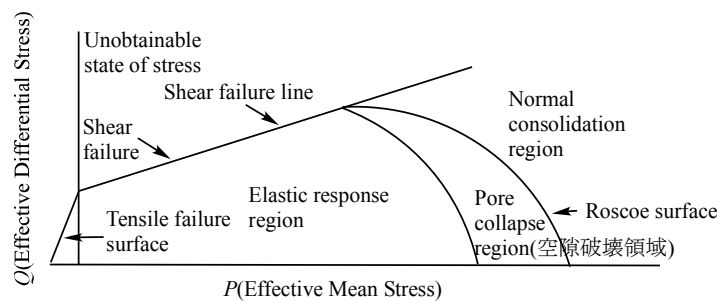 Q(Effective Differential Stress)
Unobtainable
state of stress
Shear failure line
Shear
failure
Normal
consolidation
region
Elastic response
region
Tensile failure
surface
Pore
collapse
region(空隙破壊領域)
Roscoe surface
P(Effective Mean Stress)